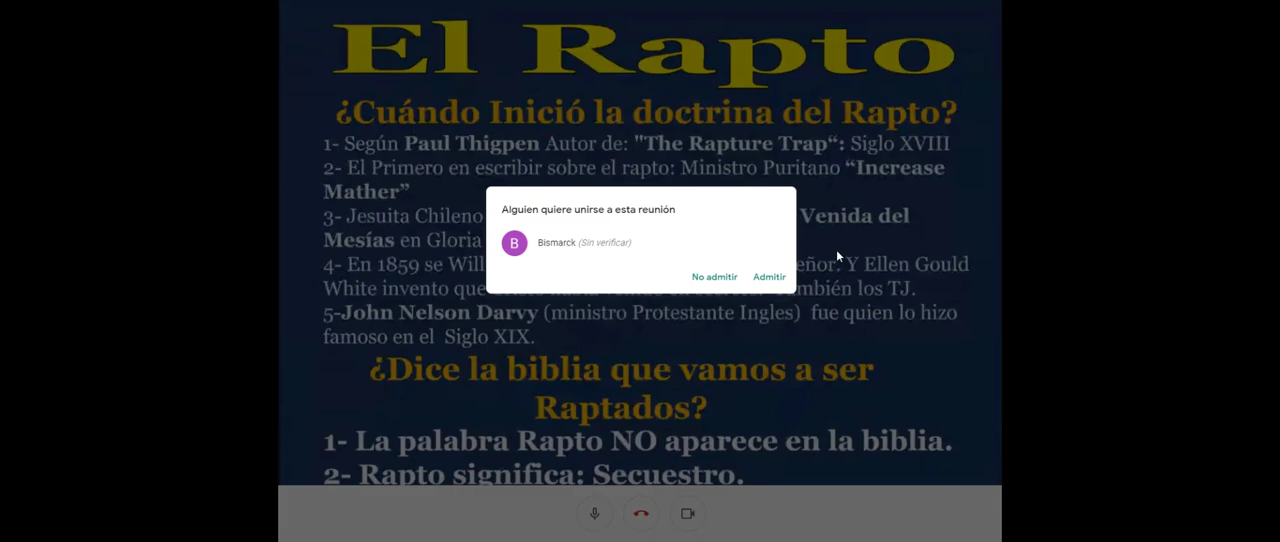 El Rapto
¿Cuándo Inició la doctrina del Rapto?
1- Según Paul Thigpen Autor de: "The Rapture Trap“: Siglo XVIII
2- El Primero en escribir sobre el rapto: Ministro Puritano “Increase
Mather”
3- Jesuita Chileno Venida del
Mesías en Gloria
4- En 1859 se Will eñor. Y Ellen Gould
White invento que También los TJ.
5-John Nelson Darvy (ministro Protestante Ingles) fue quien lo hizo
famoso en el Siglo XIX.
¿Dice la biblia que vamos a ser
Raptados?
1- La palabra Rapto NO aparece en la biblia.
2- Rapto significa: Secuestro.
Alguien quiere unirse a esta reunión
B
Bismarck (Sin verificar)
No admitir Admitir